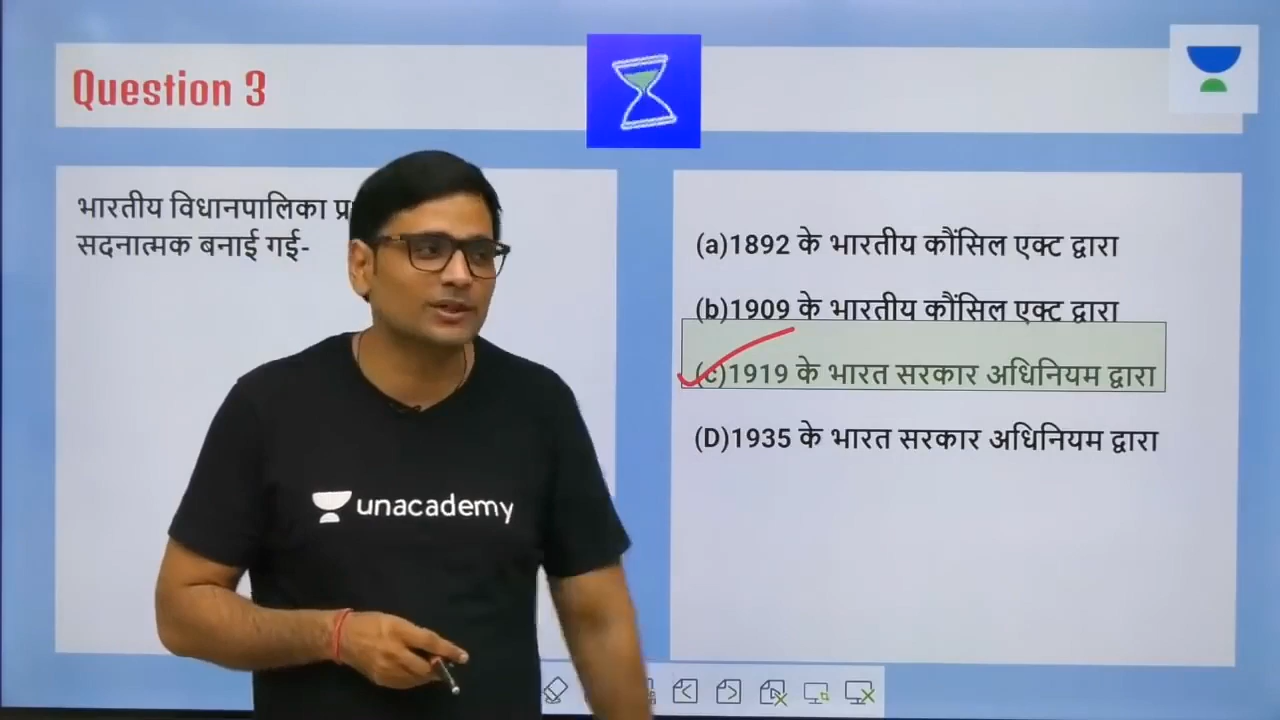 Question 3
भारतीय विधानपालिका
सदनात्मक बनाई गई-
(a)1892 के भारतीय कौंसिल एक्ट द्वारा
(b)1909 के भारतीय कौंसिल एक्ट द्वारा
(c)1919 के भारत सरकार अधिनियम द्वारा
(D)1935 के भारत सरकार अधिनियम द्वारा
unacademy